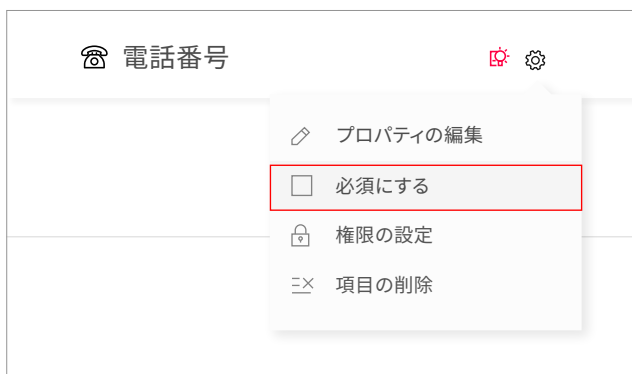 電話番号
プロパティの編集
必須にする
権限の設定
項目の削除